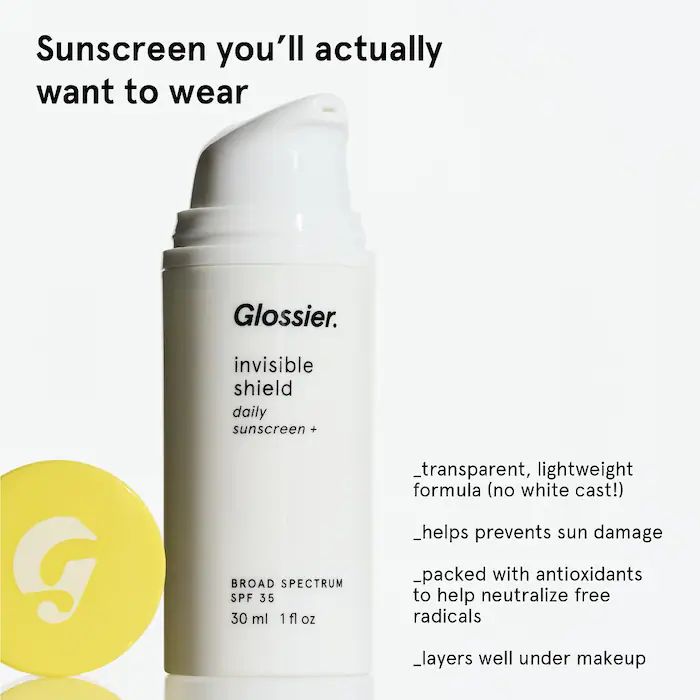 Sunscreen you'll actually
want to wear
Glossier.
invisible
shield
daily
sunscreen +
BROAD SPECTRUM
SPF 35
30 ml 1 fl oz
_transparent, lightweight
formula (no white cast!)
_helps prevents sun damage
_packed with antioxidants
to help neutralize free
radicals
_layers well under makeup
G